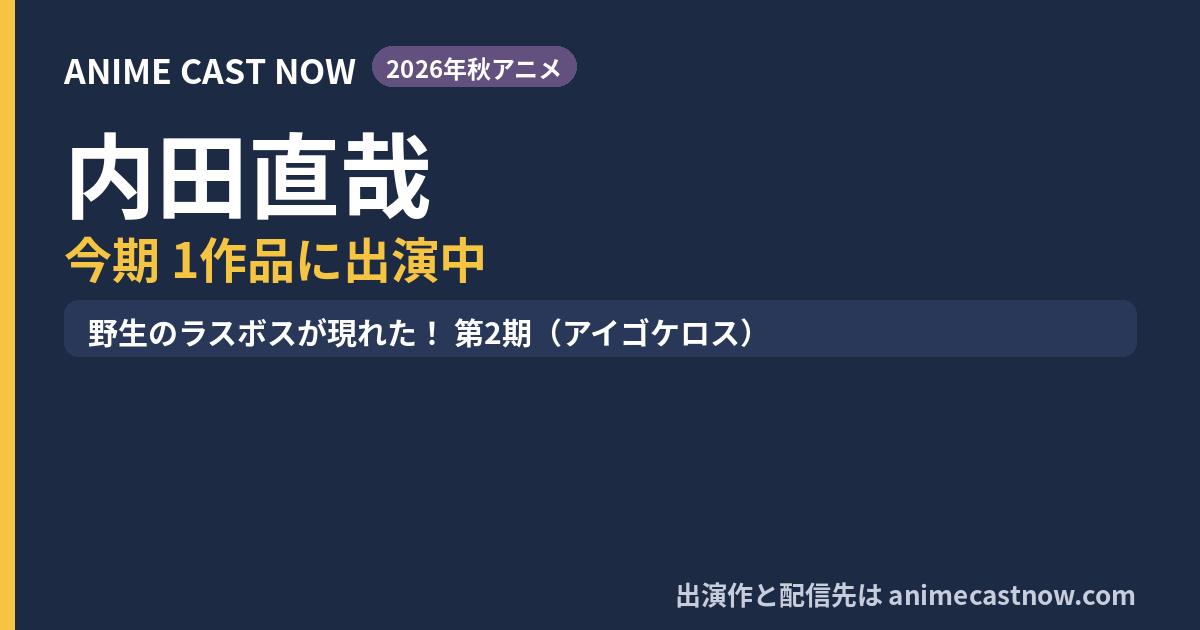 ANIME CAST NOW 2026年秋アニメ
内田直哉
今期 1作品に出演中
野生のラスボスが現れた！ 第2期（アイゴケロス）
出演作と配信先は animecastnow.com